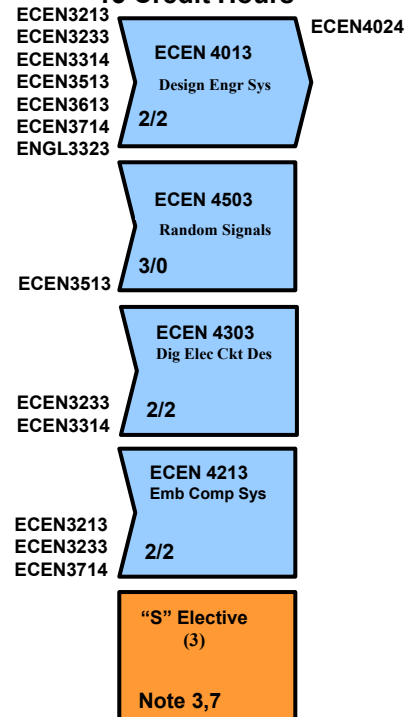 ECEN3213
ECEN3233
ECEN3314
ECEN3513
ECEN3613
ECEN3714
ENGL3323
ECEN 4013
Design Engr Sys
2/2
ECEN4024
ECEN 4503
Random Signals
3/0
ECEN3513
ECEN 4303
Dig Elec Ckt Des
2/2
ECEN3233
ECEN3314
ECEN 4213
Emb Comp Sys
2/2
ECEN3213
ECEN3233
ECEN3714
“S” Elective
(3)
Note 3,7